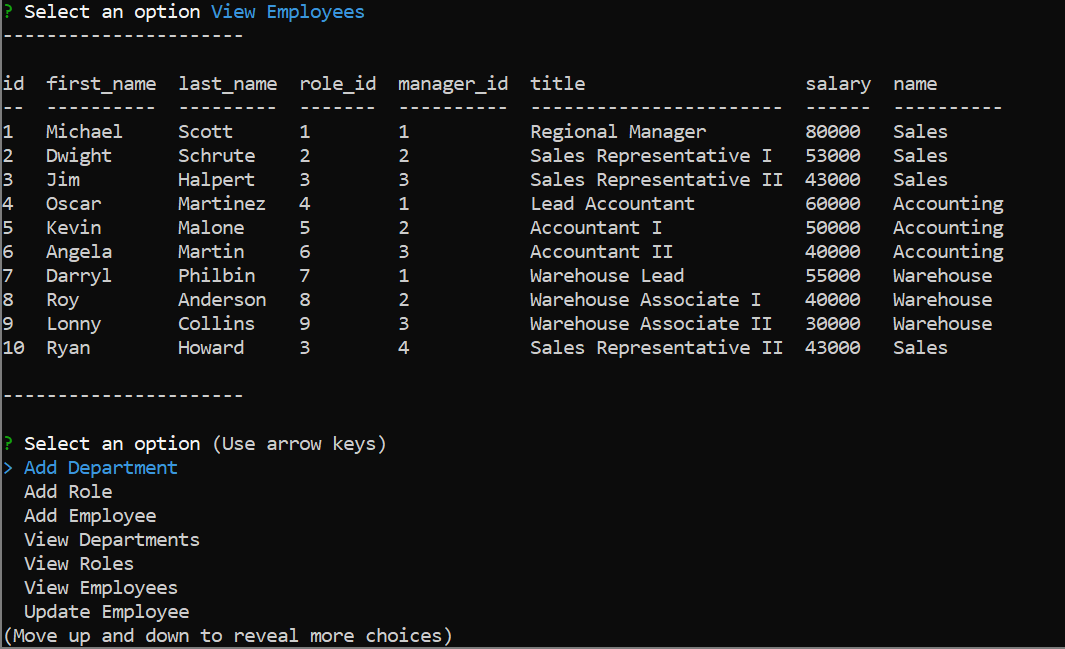 ? Select an option View Employees
----------------------

id  first_name  last_name  role_id  manager_id  title                    salary  name
--  ----------  ---------  -------  ----------  -----------------------  ------  ----------
1   Michael     Scott      1        1           Regional Manager         80000   Sales
2   Dwight      Schrute    2        2           Sales Representative I   53000   Sales
3   Jim         Halpert    3        3           Sales Representative II  43000   Sales
4   Oscar       Martinez   4        1           Lead Accountant          60000   Accounting
5   Kevin       Malone     5        2           Accountant I             50000   Accounting
6   Angela      Martin     6        3           Accountant II            40000   Accounting
7   Darryl      Philbin    7        1           Warehouse Lead           55000   Warehouse
8   Roy         Anderson   8        2           Warehouse Associate I    40000   Warehouse
9   Lonny       Collins    9        3           Warehouse Associate II   30000   Warehouse
10  Ryan        Howard     3        4           Sales Representative II  43000   Sales

----------------------

? Select an option (Use arrow keys)
> Add Department
  Add Role
  Add Employee
  View Departments
  View Roles
  View Employees
  Update Employee
(Move up and down to reveal more choices)